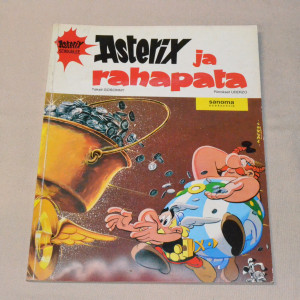 Asterix
Asterix ja
rahapata
Teksti GOSCINNY
Piirrokset UDERZO
sanoma